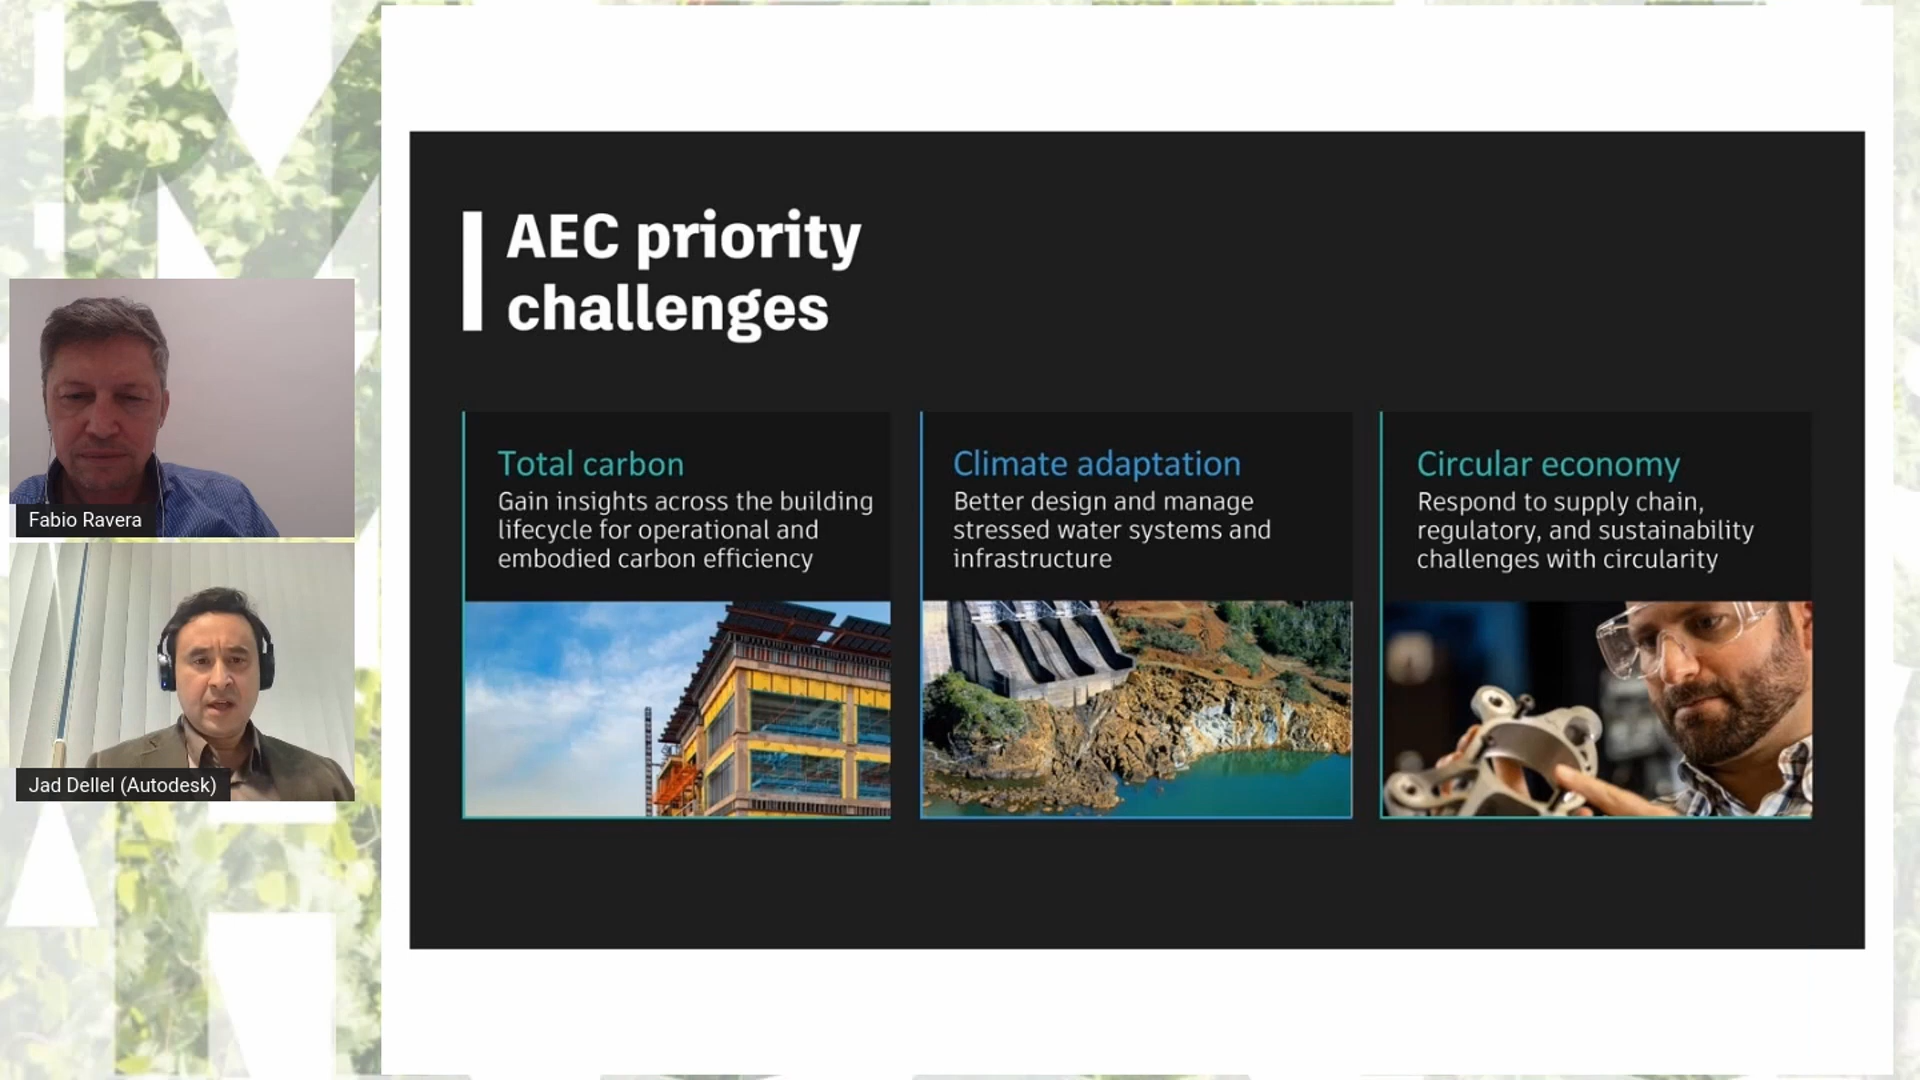 AEC priority
challenges
Total carbon
Gain insights across the building
lifecycle for operational and
embodied carbon efficiency
Climate adaptation
Better design and manage
stressed water systems and
infrastructure
Circular economy
Respond to supply chain,
regulatory, and sustainability
challenges with circularity
Fabio Ravera
Jad Dellel (Autodesk)